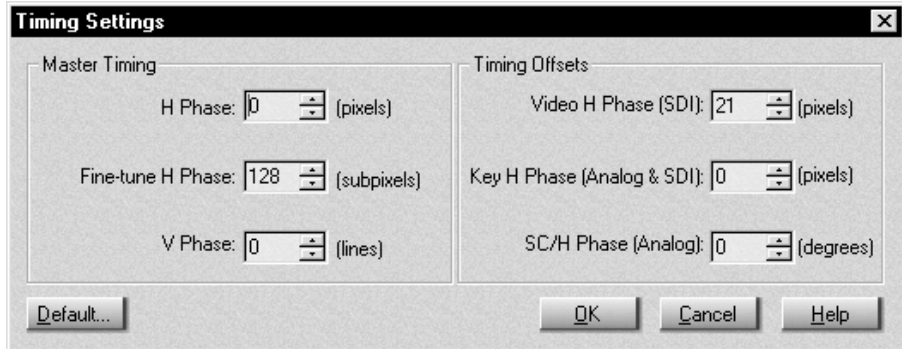 Timing Settings
Master Timing
H Phase: 0 (pixels)
Fine-tune H Phase: 128 (subpixels)
V Phase: 0 (lines)
Timing Offsets
Video H Phase (SDI): 21 (pixels)
Key H Phase (Analog & SDI): 0 (pixels)
SC/H Phase (Analog): 0 (degrees)
Default... OK Cancel Help